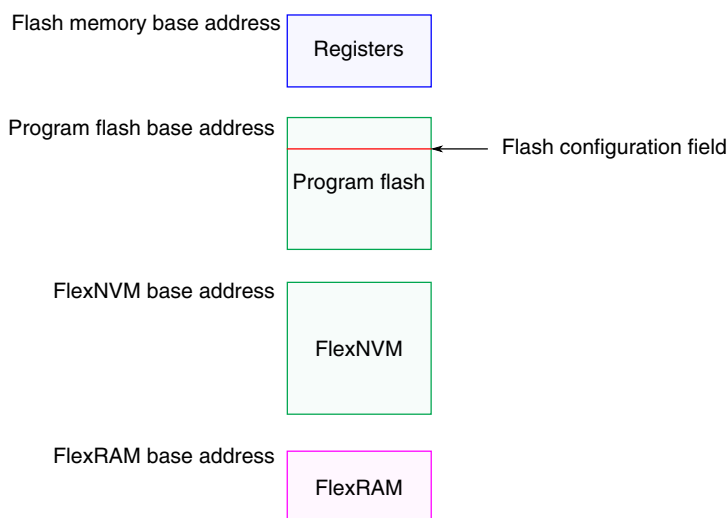 Flash memory base address
Registers
Program flash base address
Flash configuration field
Program flash
FlexNVM base address
FlexNVM
FlexRAM base address
FlexRAM